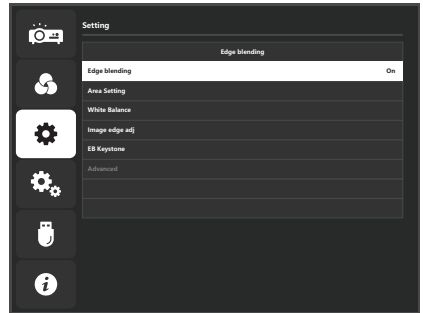 Setting
Edge blending
Edge blending On
Area Setting
White Balance
Image edge adj
EB Keystone
Advanced
i